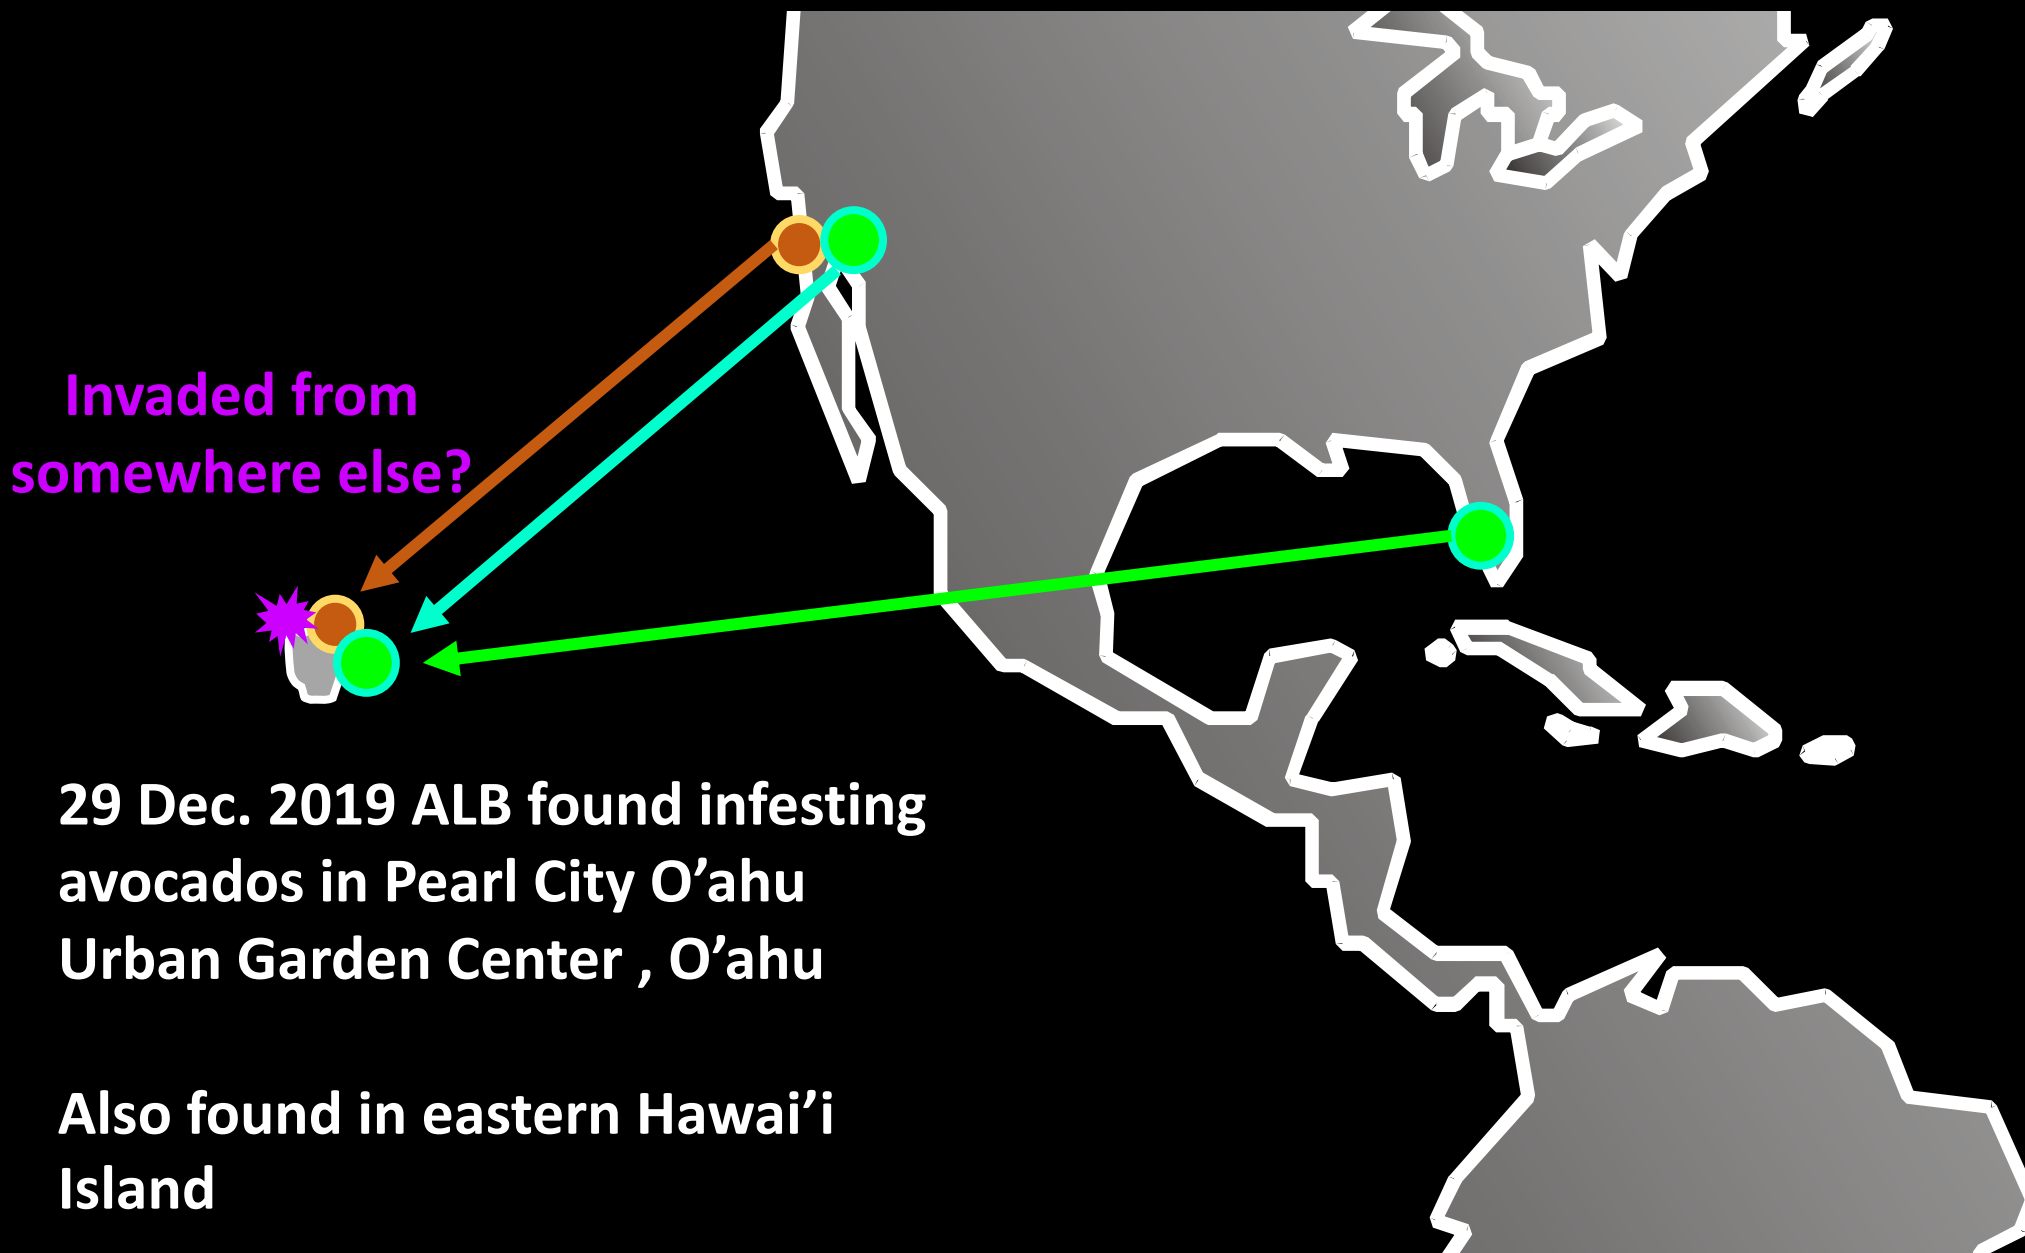 Invaded from
somewhere else?
29 Dec. 2019 ALB found infesting
avocados in Pearl City O’ahu
Urban Garden Center , O’ahu
Also found in eastern Hawai’i
Island